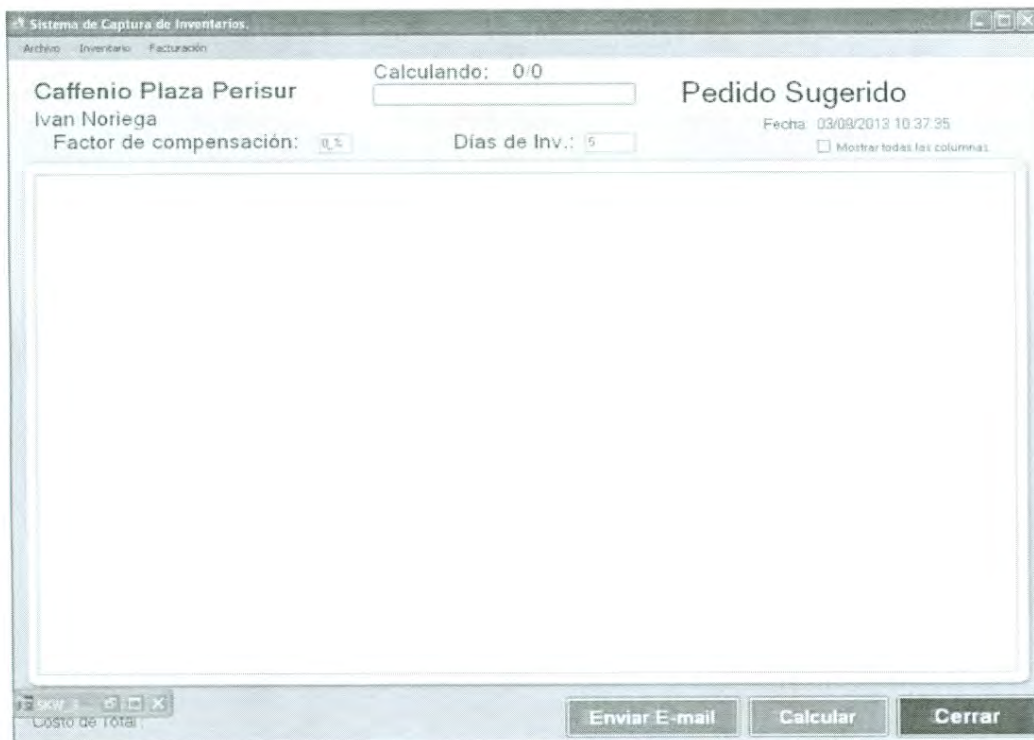 Sistema de Captura de Inventarios.
Archivo Inventario Facturación
Calculando: 0/0
Caffenio Plaza Perisur
Pedido Sugerido
Ivan Noriega
Fecha: 03/09/2013 10:37:35
Factor de compensación: 0_%
Días de Inv.: 5
Mostrar todas las columnas
Costo de Total
Enviar E-mail Calcular Cerrar